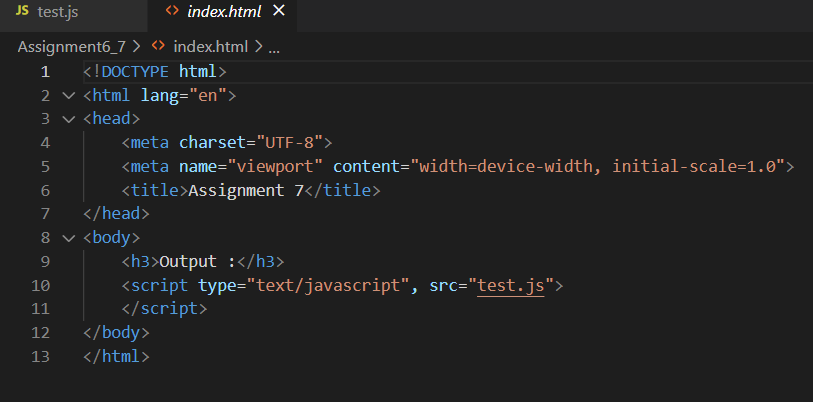 JS test.js <> index.html ×
Assignment6_7 > <> index.html > ...
1 <!DOCTYPE html>
2 <html lang="en">
3 <head>
4 <meta charset="UTF-8">
5 <meta name="viewport" content="width=device-width, initial-scale=1.0">
6 <title>Assignment 7</title>
7 </head>
8 <body>
9 <h3>Output :</h3>
10 <script type="text/javascript", src="test.js">
11 </script>
12 </body>
13 </html>